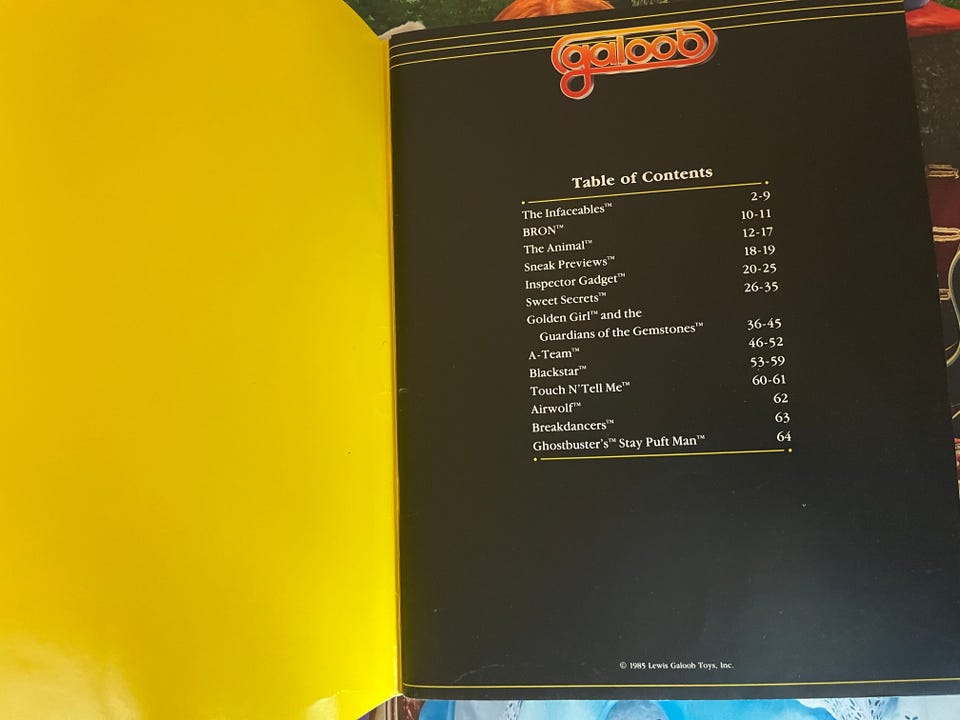 galoob
Table of Contents
The Infaceables™ 2-9
BRON™ 10-11
The Animal™ 12-17
Sneak Previews™ 18-19
Inspector Gadget™ 20-25
Sweet Secrets™ 26-35
Golden Girl™ and the
Guardians of the Gemstones™ 36-45
A-Team™ 46-52
Blackstar™ 53-59
Touch N'Tell Me™ 60-61
Airwolf™ 62
Breakdancers™ 63
Ghostbuster's™ Stay Puft Man™ 64
© 1985 Lewis Galoob Toys, Inc.